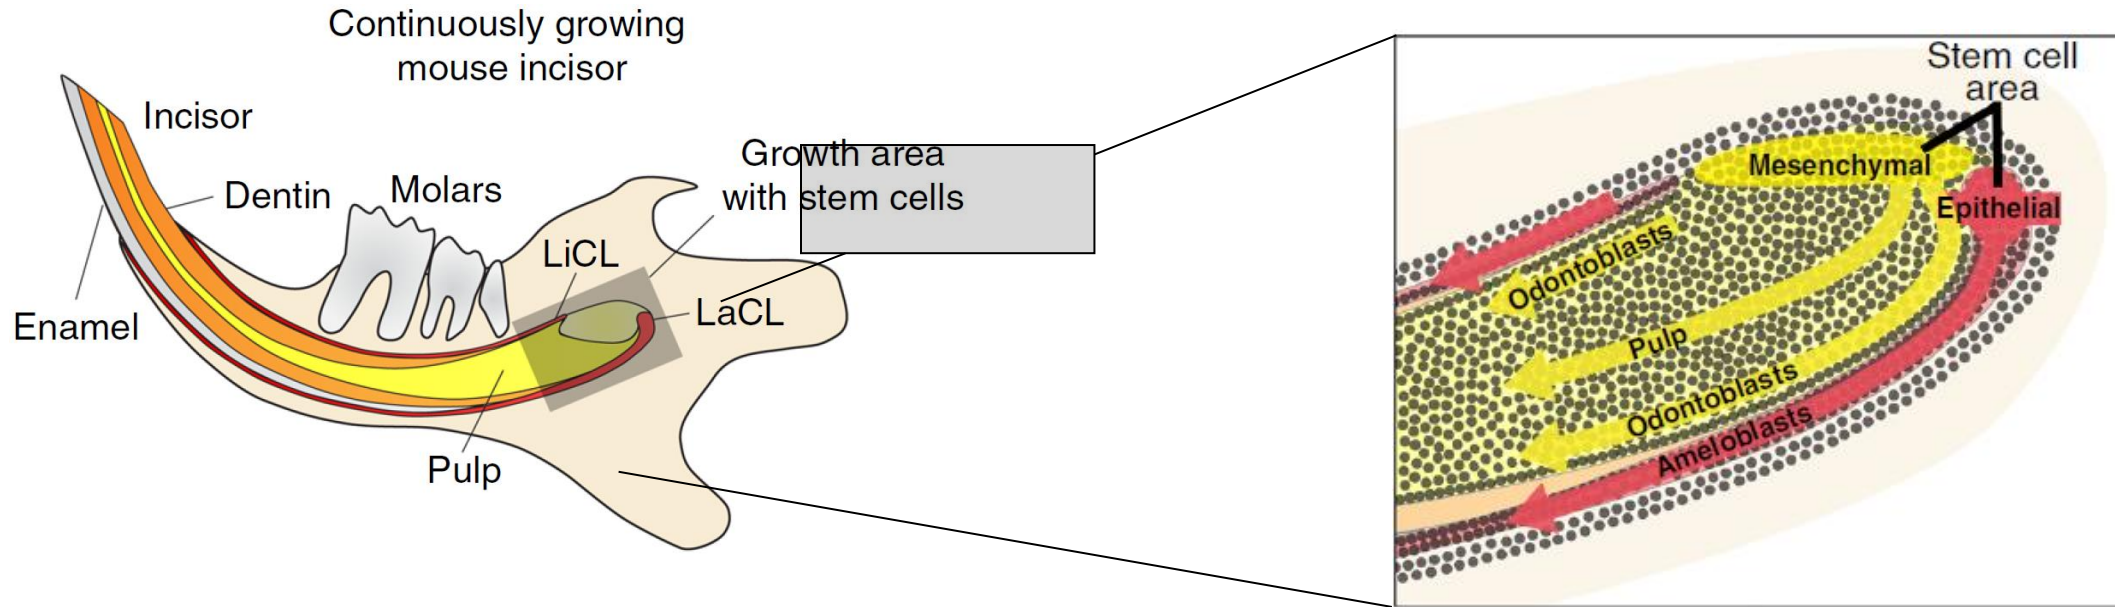 Continuously growing
mouse incisor
Incisor
Dentin
Molars
Growth area
with stem cells
LiCL
LaCL
Enamel
Pulp
Stem cell
area
Mesenchymal
Epithelial
Odontoblasts
Pulp
Odontoblasts
Ameloblasts